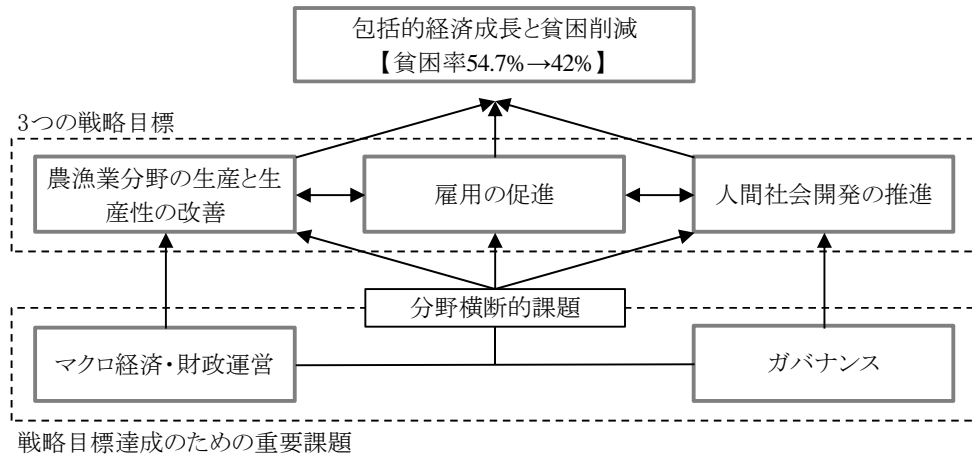 包括的経済成長と貧困削減
【貧困率54.7%→42%】
3つの戦略目標
農漁業分野の生産と生
産性の改善
雇用の促進
人間社会開発の推進
分野横断的課題
マクロ経済・財政運営
ガバナンス
戦略目標達成のための重要課題